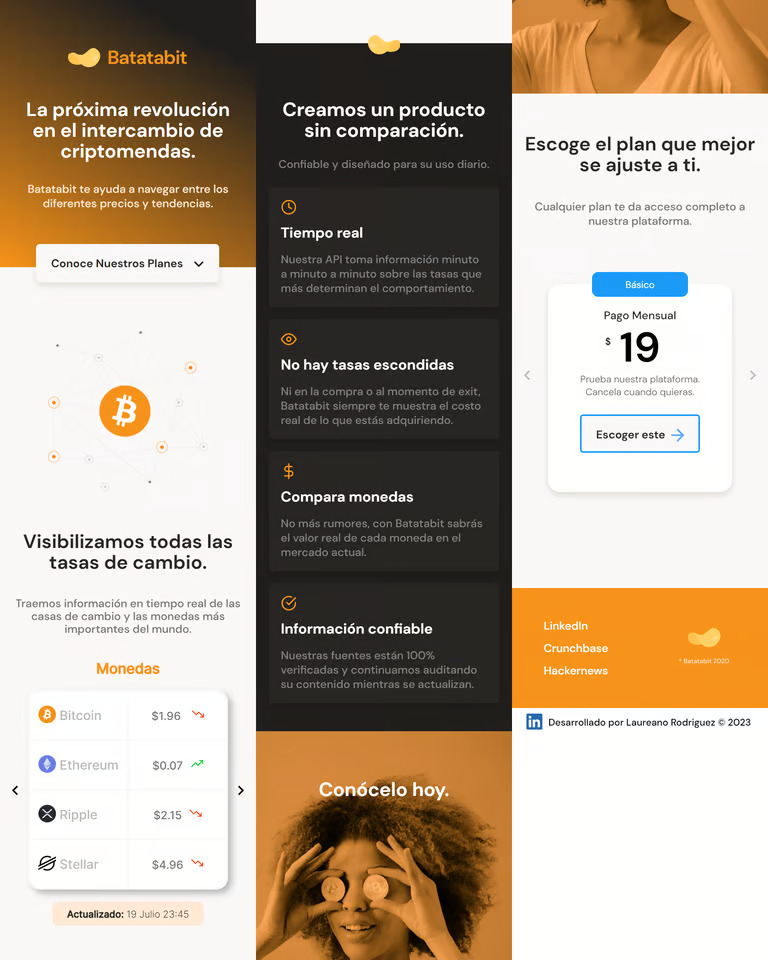 Batatabit
La próxima revolución
en el intercambio de
criptomendas.
Batatabit te ayuda a navegar entre los
diferentes precios y tendencias.
Conoce Nuestros Planes
Visibilizamos todas las
tasas de cambio.
Traemos información en tiempo real de las
casas de cambio y las monedas más
importantes del mundo.
Monedas
Bitcoin $1.96
Ethereum $0.07
Ripple $2.15
Stellar $4.96
Actualizado: 19 Julio 23:45
Creamos un producto
sin comparación.
Confiable y diseñado para su uso diario.
Tiempo real
Nuestra API toma información minuto
a minuto a minuto sobre las tasas que
más determinan el comportamiento.
No hay tasas escondidas
Ni en la compra o al momento de exit,
Batatabit siempre te muestra el costo
real de lo que estás adquiriendo.
Compara monedas
No más rumores, con Batatabit sabrás
el valor real de cada moneda en el
mercado actual.
Información confiable
Nuestras fuentes están 100%
verificadas y continuamos auditando
su contenido mientras se actualizan.
Conócelo hoy.
Escoge el plan que mejor
se ajuste a ti.
Cualquier plan te da acceso completo a
nuestra plataforma.
Básico
Pago Mensual
$ 19
Prueba nuestra plataforma.
Cancela cuando quieras.
Escoger este
LinkedIn
Crunchbase
Hackernews
* Batatabit 2020
Desarrollado por Laureano Rodriguez © 2023